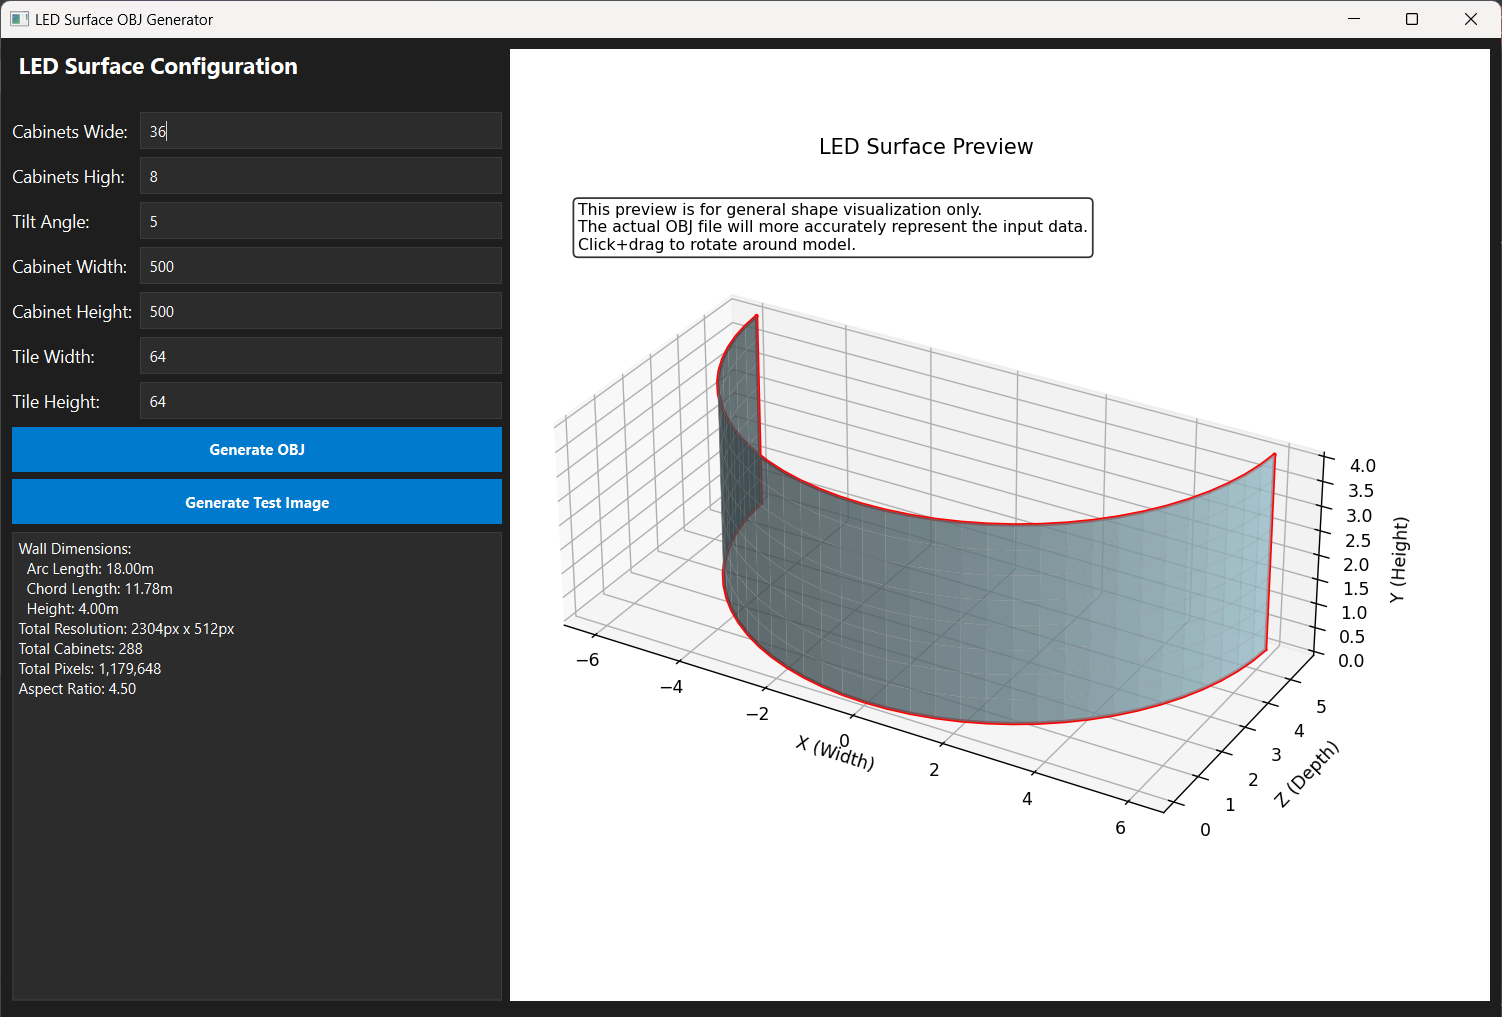 LED Surface OBJ Generator
LED Surface Configuration
Cabinets Wide: 36
Cabinets High: 8
Tilt Angle: 5
Cabinet Width: 500
Cabinet Height: 500
Tile Width: 64
Tile Height: 64
Generate OBJ
Generate Test Image
Wall Dimensions:
Arc Length: 18.00m
Chord Length: 11.78m
Height: 4.00m
Total Resolution: 2304px x 512px
Total Cabinets: 288
Total Pixels: 1,179,648
Aspect Ratio: 4.50
LED Surface Preview
This preview is for general shape visualization only.
The actual OBJ file will more accurately represent the input data.
Click+drag to rotate around model.
−6
−4
−2
0
2
4
6
X (Width)
0
1
2
3
4
5
Z (Depth)
4.0
3.5
3.0
2.5
2.0
1.5
1.0
0.5
0.0
Y (Height)